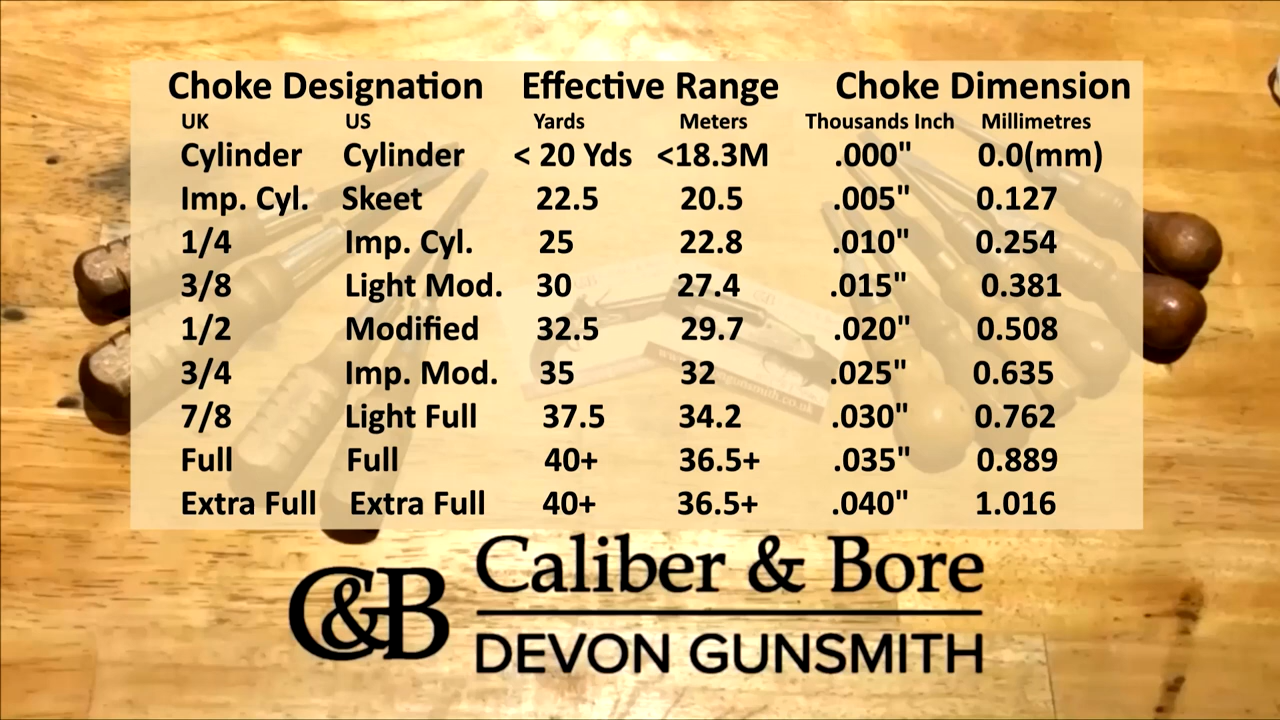 Choke Designation Effective Range Choke Dimension
UK US Yards Meters Thousands Inch Millimetres
Cylinder Cylinder < 20 Yds <18.3M .000" 0.0(mm)
Imp. Cyl. Skeet 22.5 20.5 .005" 0.127
1/4 Imp. Cyl. 25 22.8 .010" 0.254
3/8 Light Mod. 30 27.4 .015" 0.381
1/2 Modified 32.5 29.7 .020" 0.508
3/4 Imp. Mod. 35 32 .025" 0.635
7/8 Light Full 37.5 34.2 .030" 0.762
Full Full 40+ 36.5+ .035" 0.889
Extra Full Extra Full 40+ 36.5+ .040" 1.016
C&B Caliber & Bore
DEVON GUNSMITH